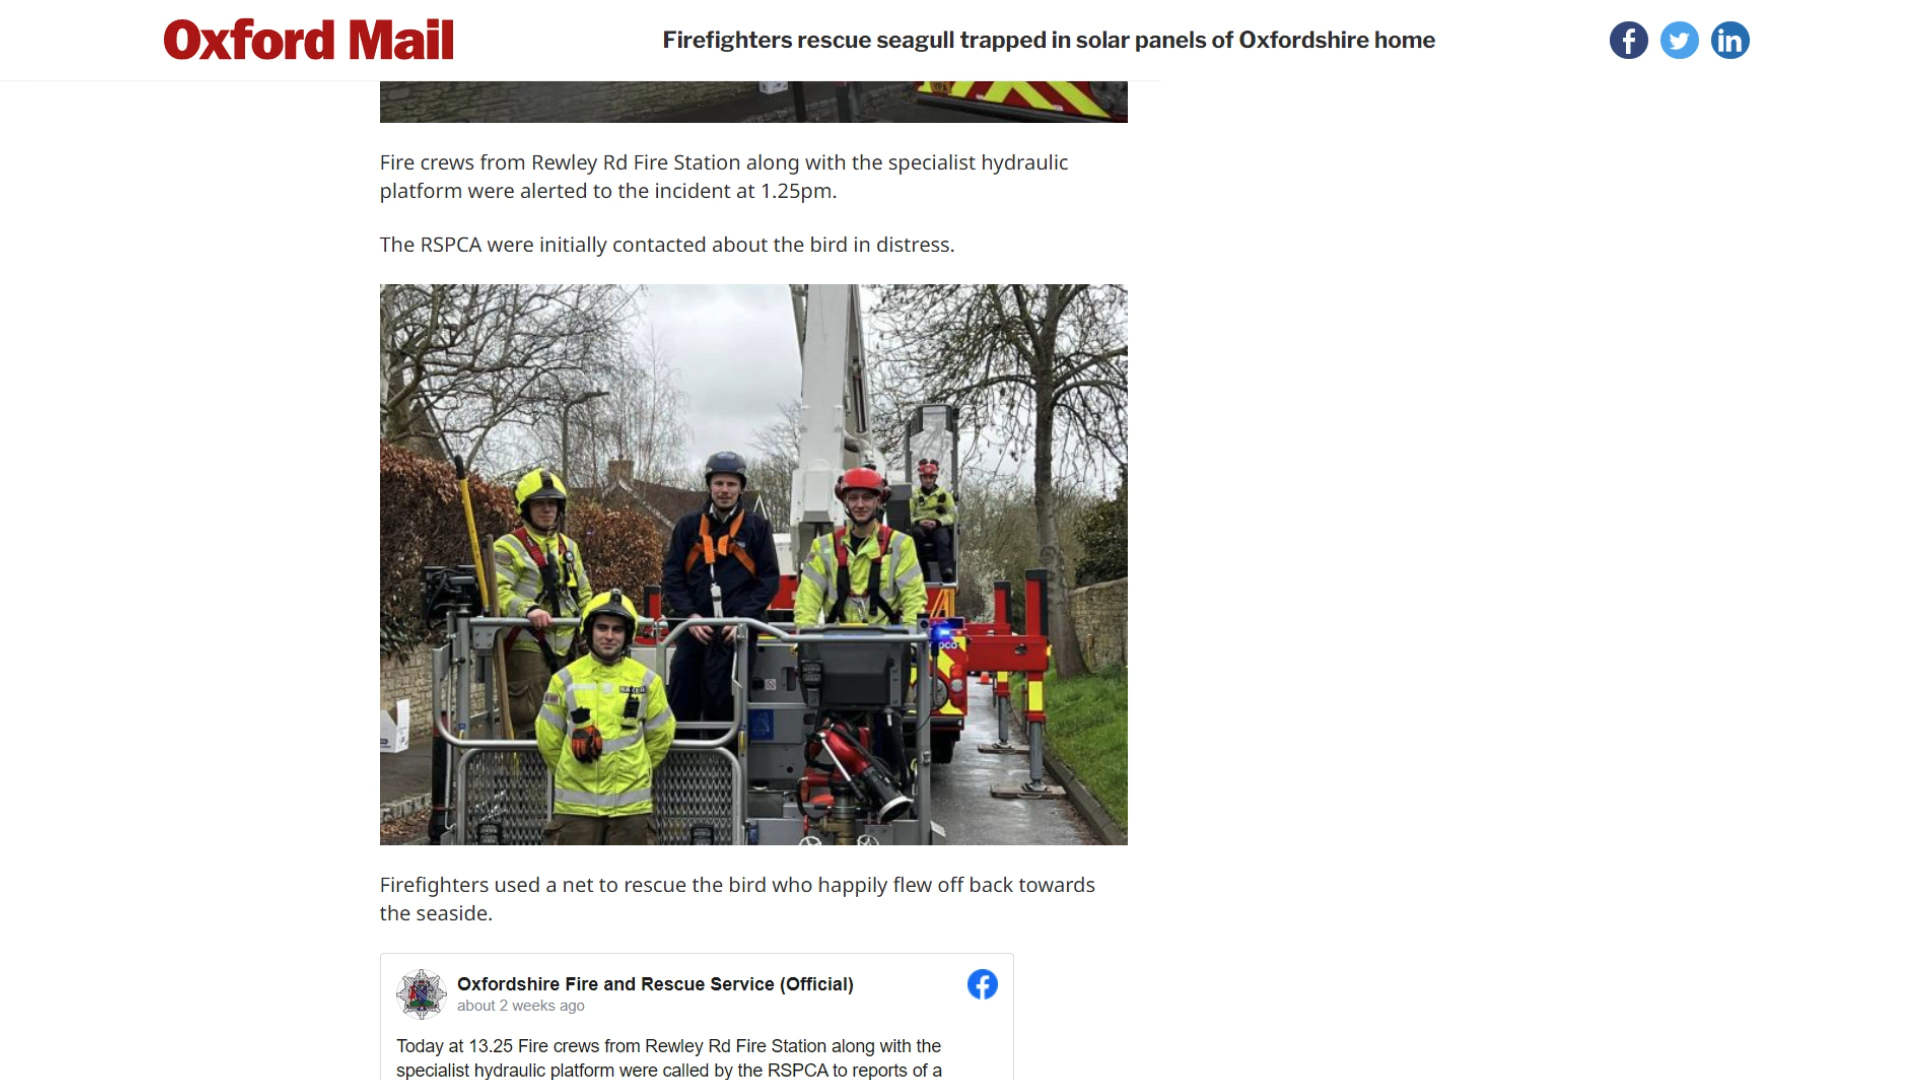 Oxford Mail
Firefighters rescue seagull trapped in solar panels of Oxfordshire home
Fire crews from Rewley Rd Fire Station along with the specialist hydraulic
platform were alerted to the incident at 1.25pm.
The RSPCA were initially contacted about the bird in distress.
Firefighters used a net to rescue the bird who happily flew off back towards
the seaside.
Oxfordshire Fire and Rescue Service (Official)
about 2 weeks ago
Today at 13.25 Fire crews from Rewley Rd Fire Station along with the
specialist hydraulic platform were called by the RSPCA to reports of a